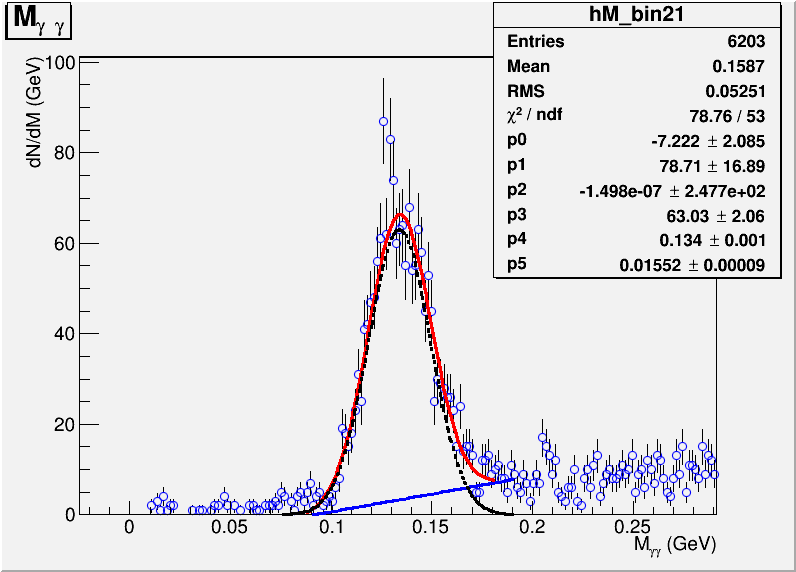 M_γγ
hM_bin21
Entries 6203
Mean 0.1587
RMS 0.05251
χ² / ndf 78.76 / 53
p0 -7.222 ± 2.085
p1 78.71 ± 16.89
p2 -1.498e-07 ± 2.477e+02
p3 63.03 ± 2.06
p4 0.134 ± 0.001
p5 0.01552 ± 0.00009
dN/dM (GeV)
100
80
60
40
20
0
0 0.05 0.1 0.15 0.2 0.25
M_γγ (GeV)